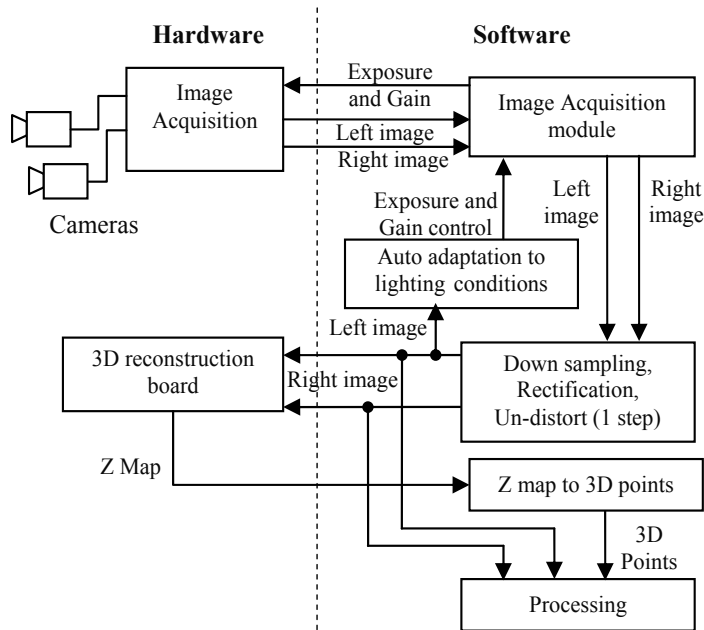 Hardware
Software
Image
Acquisition
Exposure
and Gain
Left image
Right image
Image Acquisition
module
Cameras
Exposure and
Gain control
Left
image
Right
image
Auto adaptation to
lighting conditions
Left image
3D reconstruction
board
Right image
Down sampling,
Rectification,
Un-distort (1 step)
Z Map
Z map to 3D points
3D
Points
Processing